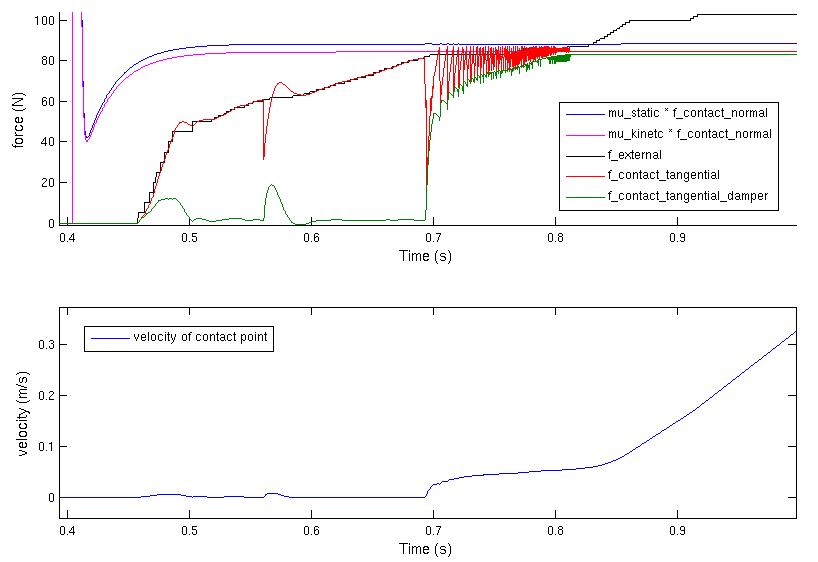 100
80
60
40
20
0
force (N)
mu_static * f_contact_normal
mu_kinetc * f_contact_normal
f_external
f_contact_tangential
f_contact_tangential_damper
0.4 0.5 0.6 0.7 0.8 0.9
Time (s)
velocity of contact point
0.3
0.2
0.1
0
velocity (m/s)
0.4 0.5 0.6 0.7 0.8 0.9
Time (s)